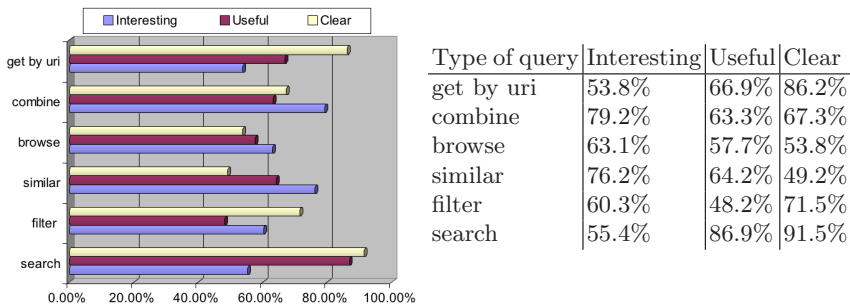 Interesting Useful Clear
get by uri
combine
browse
similar
filter
search
0.00% 20.00% 40.00% 60.00% 80.00% 100.00%
Type of query Interesting Useful Clear
get by uri 53.8% 66.9% 86.2%
combine 79.2% 63.3% 67.3%
browse 63.1% 57.7% 53.8%
similar 76.2% 64.2% 49.2%
filter 60.3% 48.2% 71.5%
search 55.4% 86.9% 91.5%